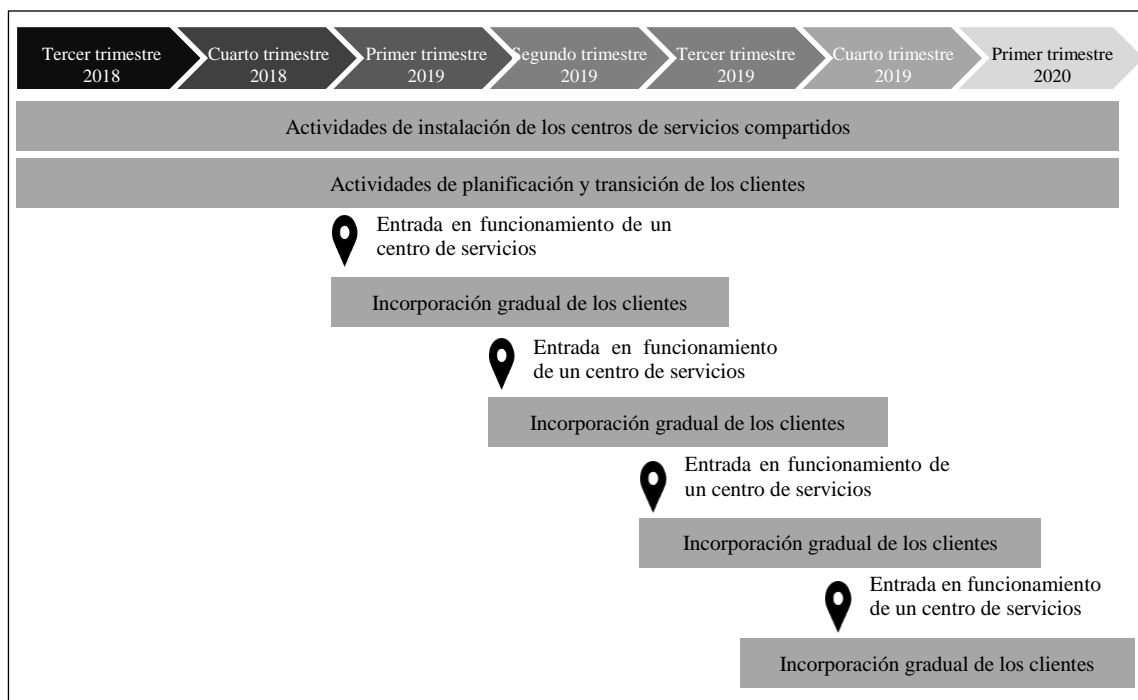 Tercer trimestre
2018
Cuarto trimestre
2018
Primer trimestre
2019
Segundo trimestre
2019
Tercer trimestre
2019
Cuarto trimestre
2019
Primer trimestre
2020
Actividades de instalación de los centros de servicios compartidos
Actividades de planificación y transición de los clientes
Entrada en funcionamiento de un
centro de servicios
Incorporación gradual de los clientes
Entrada en funcionamiento
de un centro de servicios
Incorporación gradual de los clientes
Entrada en funcionamiento de
un centro de servicios
Incorporación gradual de los clientes
Entrada en funcionamiento
de un centro de servicios
Incorporación gradual de los clientes